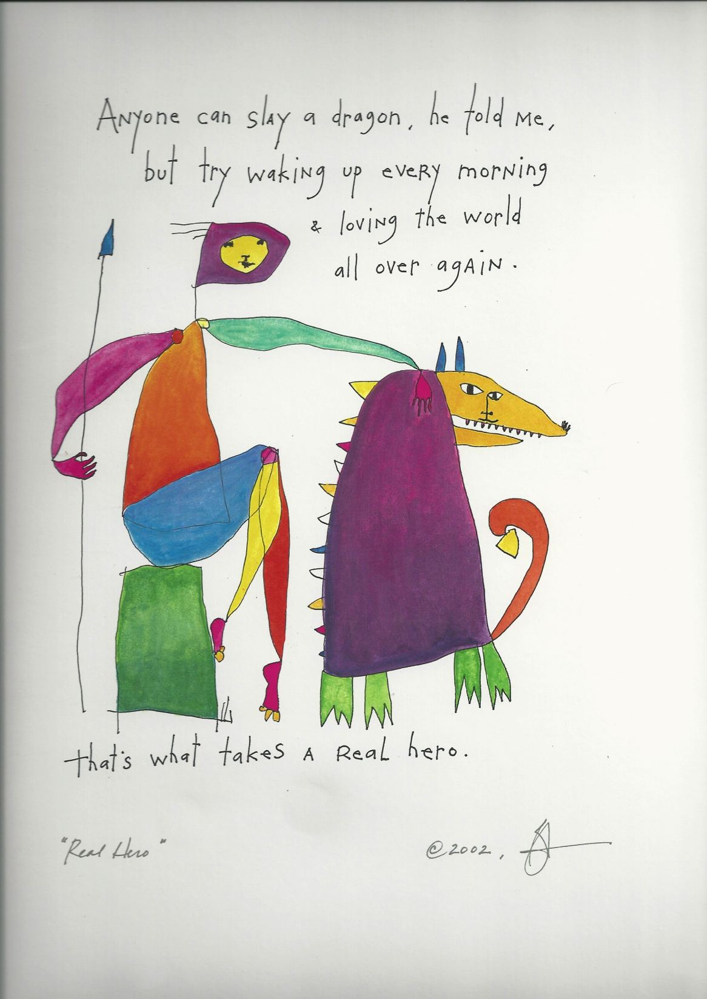 Anyone can slay a dragon, he told me,
but try waking up every morning
& loving the world
all over again.
that's what takes a real hero.
"Real Hero"
©2002,